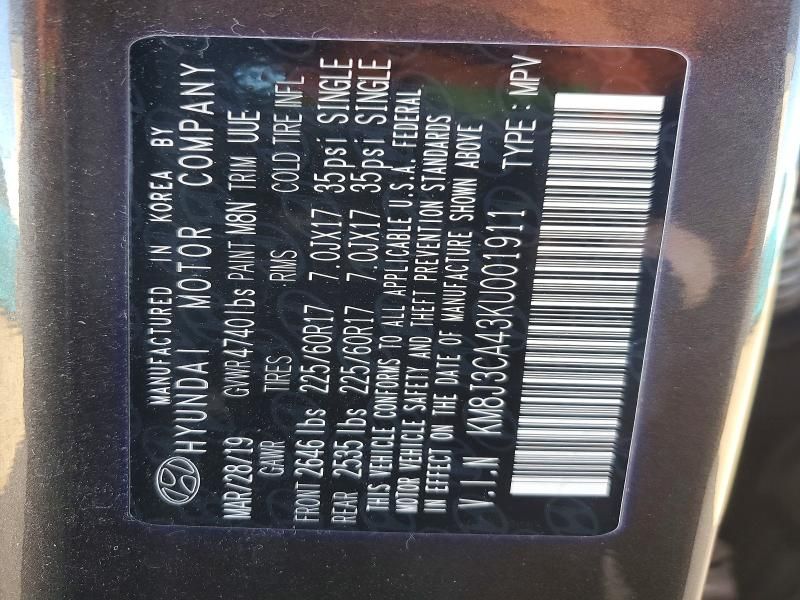 MANUFACTURED IN KOREA BY
HYUNDAI MOTOR COMPANY
MAR/28/19 GVWR 4740lbs PAINT M8N TRIM UUE
GAWR TIRES RIMS COLD TIRE INFL
FRONT 2646 lbs 225/60R17 7.0JX17 35psi SINGLE
REAR 2535 lbs 225/60R17 7.0JX17 35psi SINGLE
THIS VEHICLE CONFORMS TO ALL APPLICABLE U.S.A. FEDERAL
MOTOR VEHICLE SAFETY AND THEFT PREVENTION STANDARDS
IN EFFECT ON THE DATE OF MANUFACTURE SHOWN ABOVE
V.I.N KM8J3CA43KU001911 TYPE : MPV